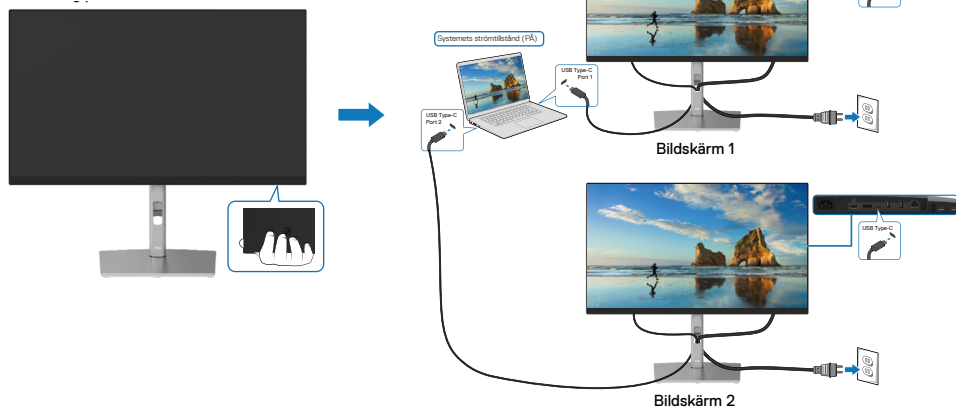 Systemets strömtillstånd (PÅ)
USB Type-C
Port 1
USB Type-C
Port 2
Bildskärm 1
USB Type-C
Bildskärm 2